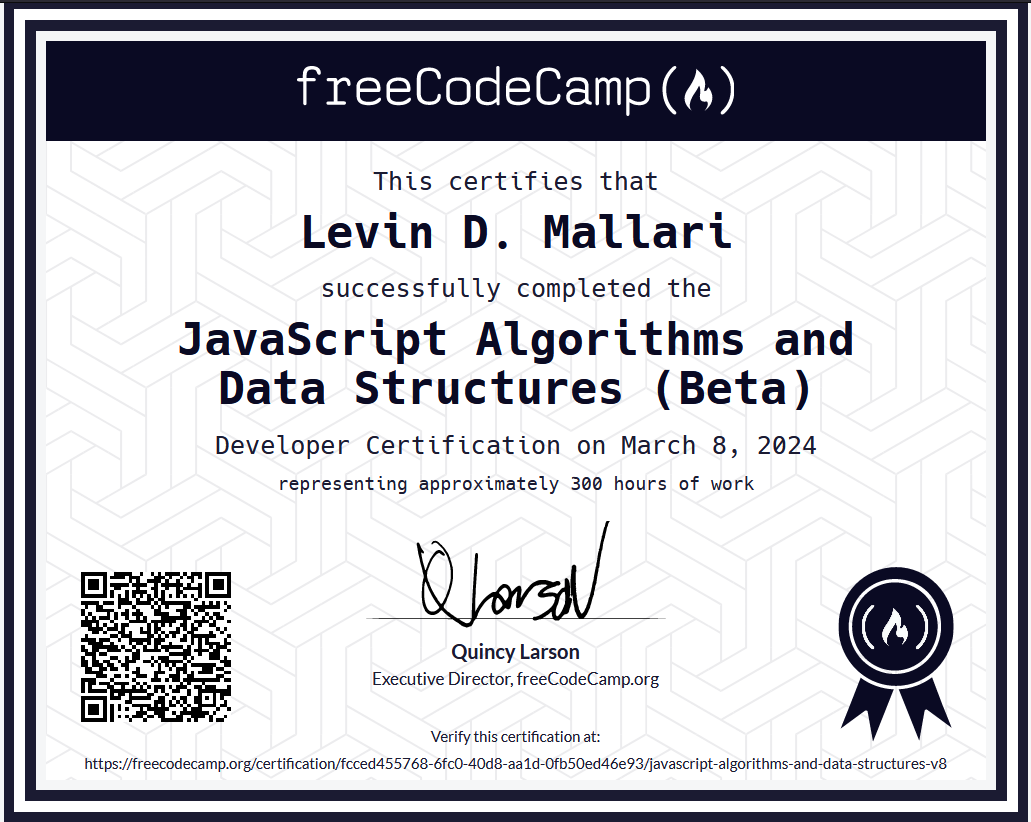 freeCodeCamp
This certifies that
Levin D. Mallari
successfully completed the
JavaScript Algorithms and
Data Structures (Beta)
Developer Certification on March 8, 2024
representing approximately 300 hours of work
Quincy Larson
Executive Director, freeCodeCamp.org
Verify this certification at:
https://freecodecamp.org/certification/fcced455768-6fc0-40d8-aa1d-0fb50ed46e93/javascript-algorithms-and-data-structures-v8